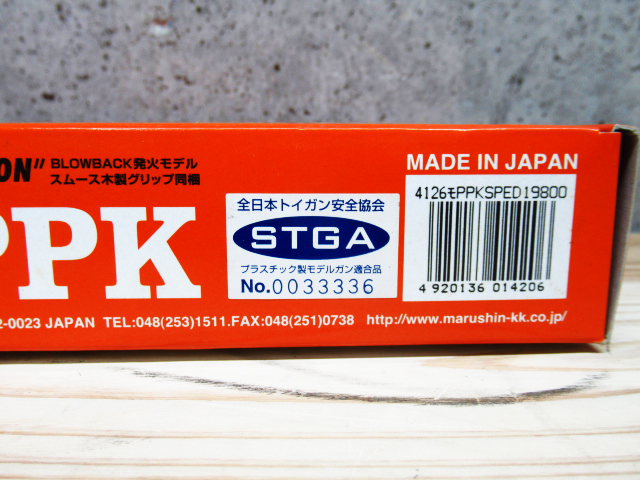 ON" BLOWBACK発火モデル
スムース木製グリップ同梱
PPK
全日本トイガン安全協会
STGA
プラスチック製モデルガン適合品
No.0033336
MADE IN JAPAN
4126モPPKSPED19800
4 920136 014206
2-0023 JAPAN TEL:048(253)1511.FAX:048(251)0738 http://www.marushin-kk.co.jp/